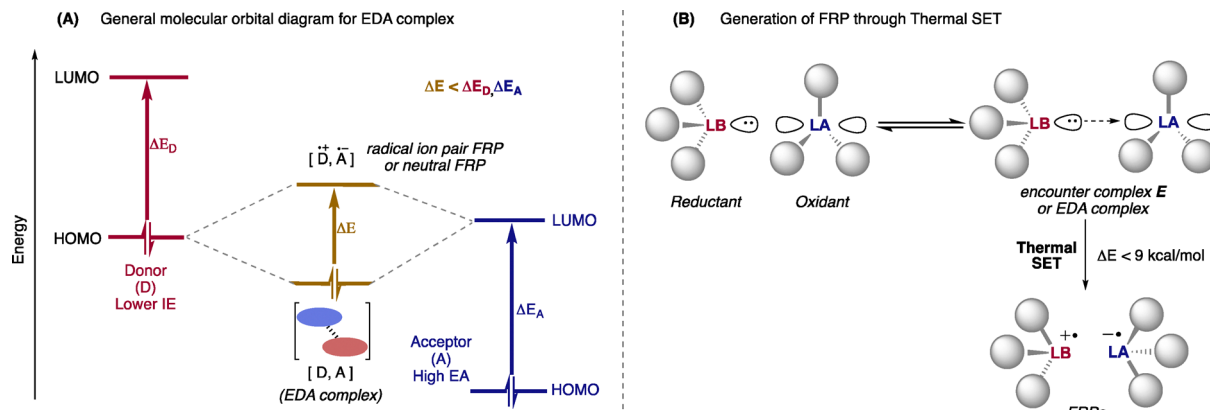 (A) General molecular orbital diagram for EDA complex
Energy
LUMO
ΔE_D
HOMO
Donor
(D)
Lower IE
ΔE < ΔE_D,ΔE_A
[ D, A ]
•+ •−
radical ion pair FRP
or neutral FRP
ΔE
[ D, A ]
(EDA complex)
LUMO
ΔE_A
Acceptor
(A)
High EA
HOMO
(B) Generation of FRP through Thermal SET
LB
LA
Reductant
Oxidant
LB
LA
encounter complex E
or EDA complex
Thermal
SET
ΔE < 9 kcal/mol
LB +•
LA −•